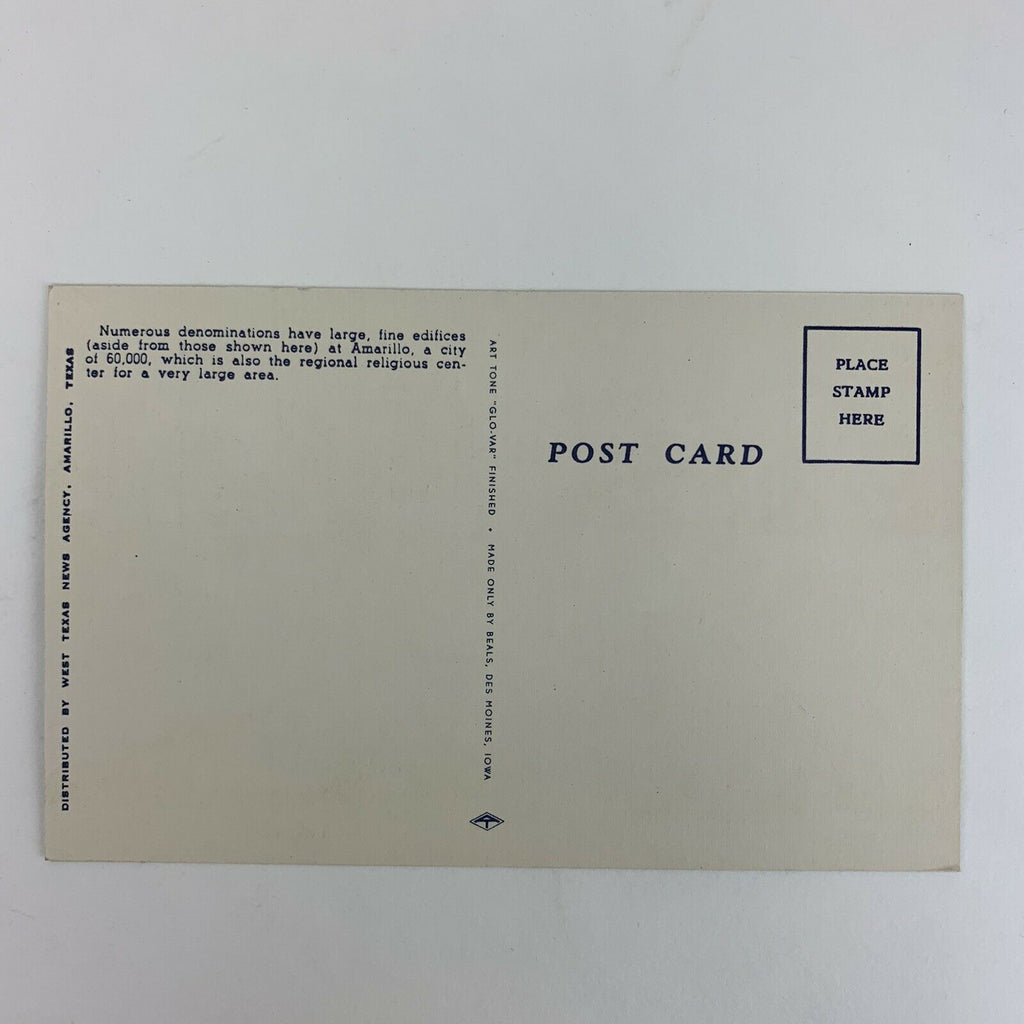 Numerous denominations have large, fine edifices
(aside from those shown here) at Amarillo, a city
of 60,000, which is also the regional religious cen-
ter for a very large area.
DISTRIBUTED BY WEST TEXAS NEWS AGENCY, AMARILLO, TEXAS
ART TONE "GLO-VAR" FINISHED • MADE ONLY BY BEALS, DES MOINES, IOWA
POST CARD
PLACE
STAMP
HERE